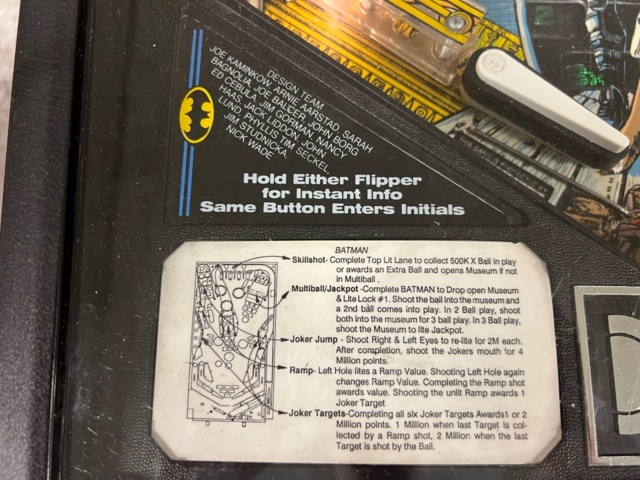 DESIGN TEAM
JOE KAMINKOW, ARNIE AARSTAD, SARAH
BAGNOLIA, JOE BALCER, JOHN BORG
ED CEBULA, JIM GORMAN, NANCY
HAAS, JACK LIDDON, JOHN
LUND, PHYLLIS TIM SECKEL,
JIM STUDNICKA,
NICK WADE
Hold Either Flipper
for Instant Info
Same Button Enters Initials
BATMAN
Skillshot- Complete Top Lit Lane to collect 500K X Ball in play
or awards an Extra Ball and opens Museum if not
in Multiball .
Multiball/Jackpot -Complete BATMAN to Drop open Museum
& Lite Lock #1. Shoot the ball into the museum and
a 2nd ball comes into play. In 2 Ball play, shoot
both into the museum for 3 ball play. In 3 Ball play,
shoot the Museum to lite Jackpot.
Joker Jump - Shoot Right & Left Eyes to re-lite for 2M each.
After completion, shoot the Jokers mouth for 4
Million points.
Ramp- Left Hole lites a Ramp Value. Shooting Left Hole again
changes Ramp Value. Completing the Ramp shot
awards value. Shooting the unlit Ramp awards 1
Joker Target
Joker Targets-Completing all six Joker Targets Awards1 or 2
Million points. 1 Million when last Target is col-
lected by a Ramp shot, 2 Million when the last
Target is shot by the Ball.